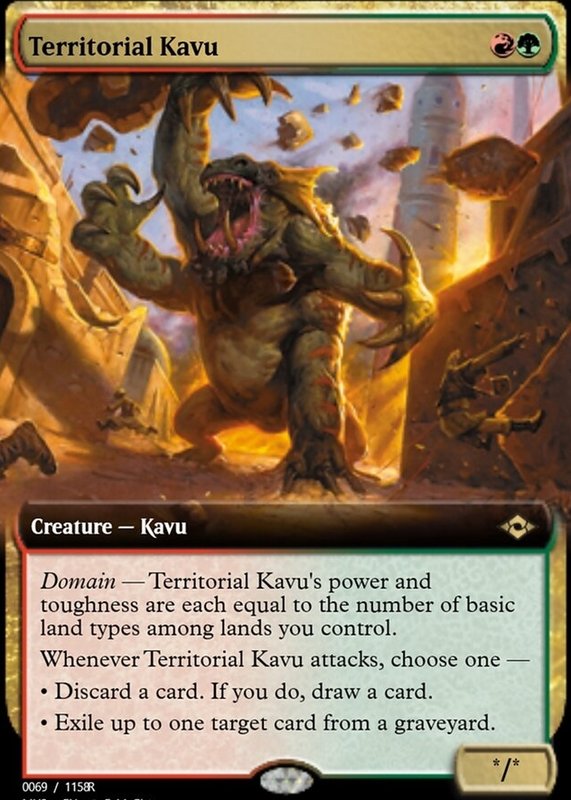 Territorial Kavu
Creature — Kavu
Domain — Territorial Kavu's power and
toughness are each equal to the number of basic
land types among lands you control.
Whenever Territorial Kavu attacks, choose one —
• Discard a card. If you do, draw a card.
• Exile up to one target card from a graveyard.
*/*
0069 / 1158R